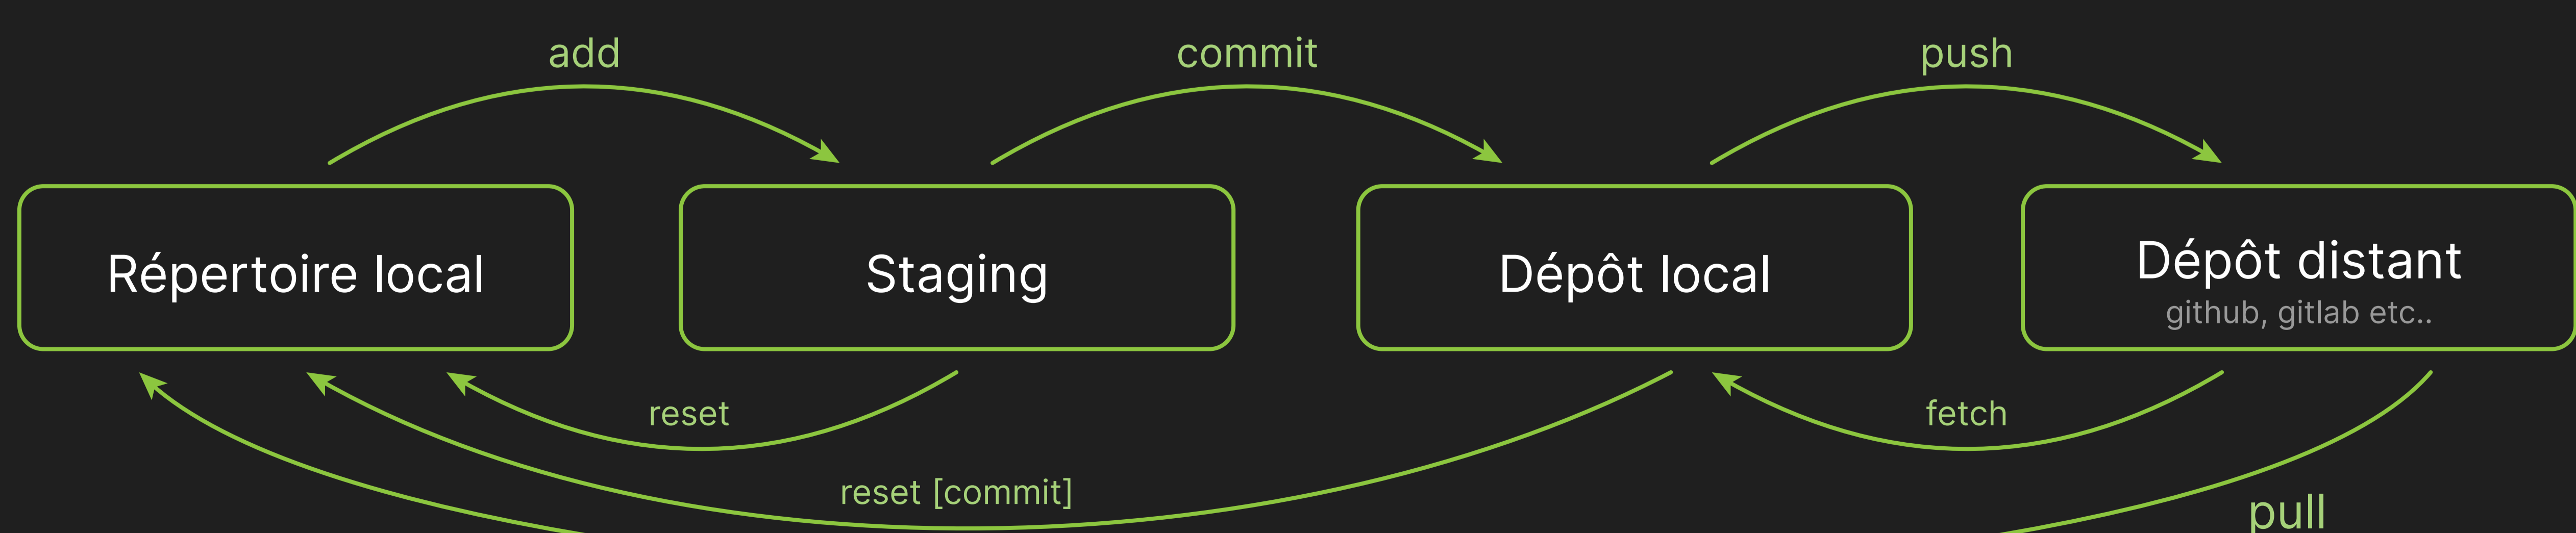 add
commit
push
Répertoire local
Staging
Dépôt local
Dépôt distant
github, gitlab etc..
reset
fetch
reset [commit]
pull